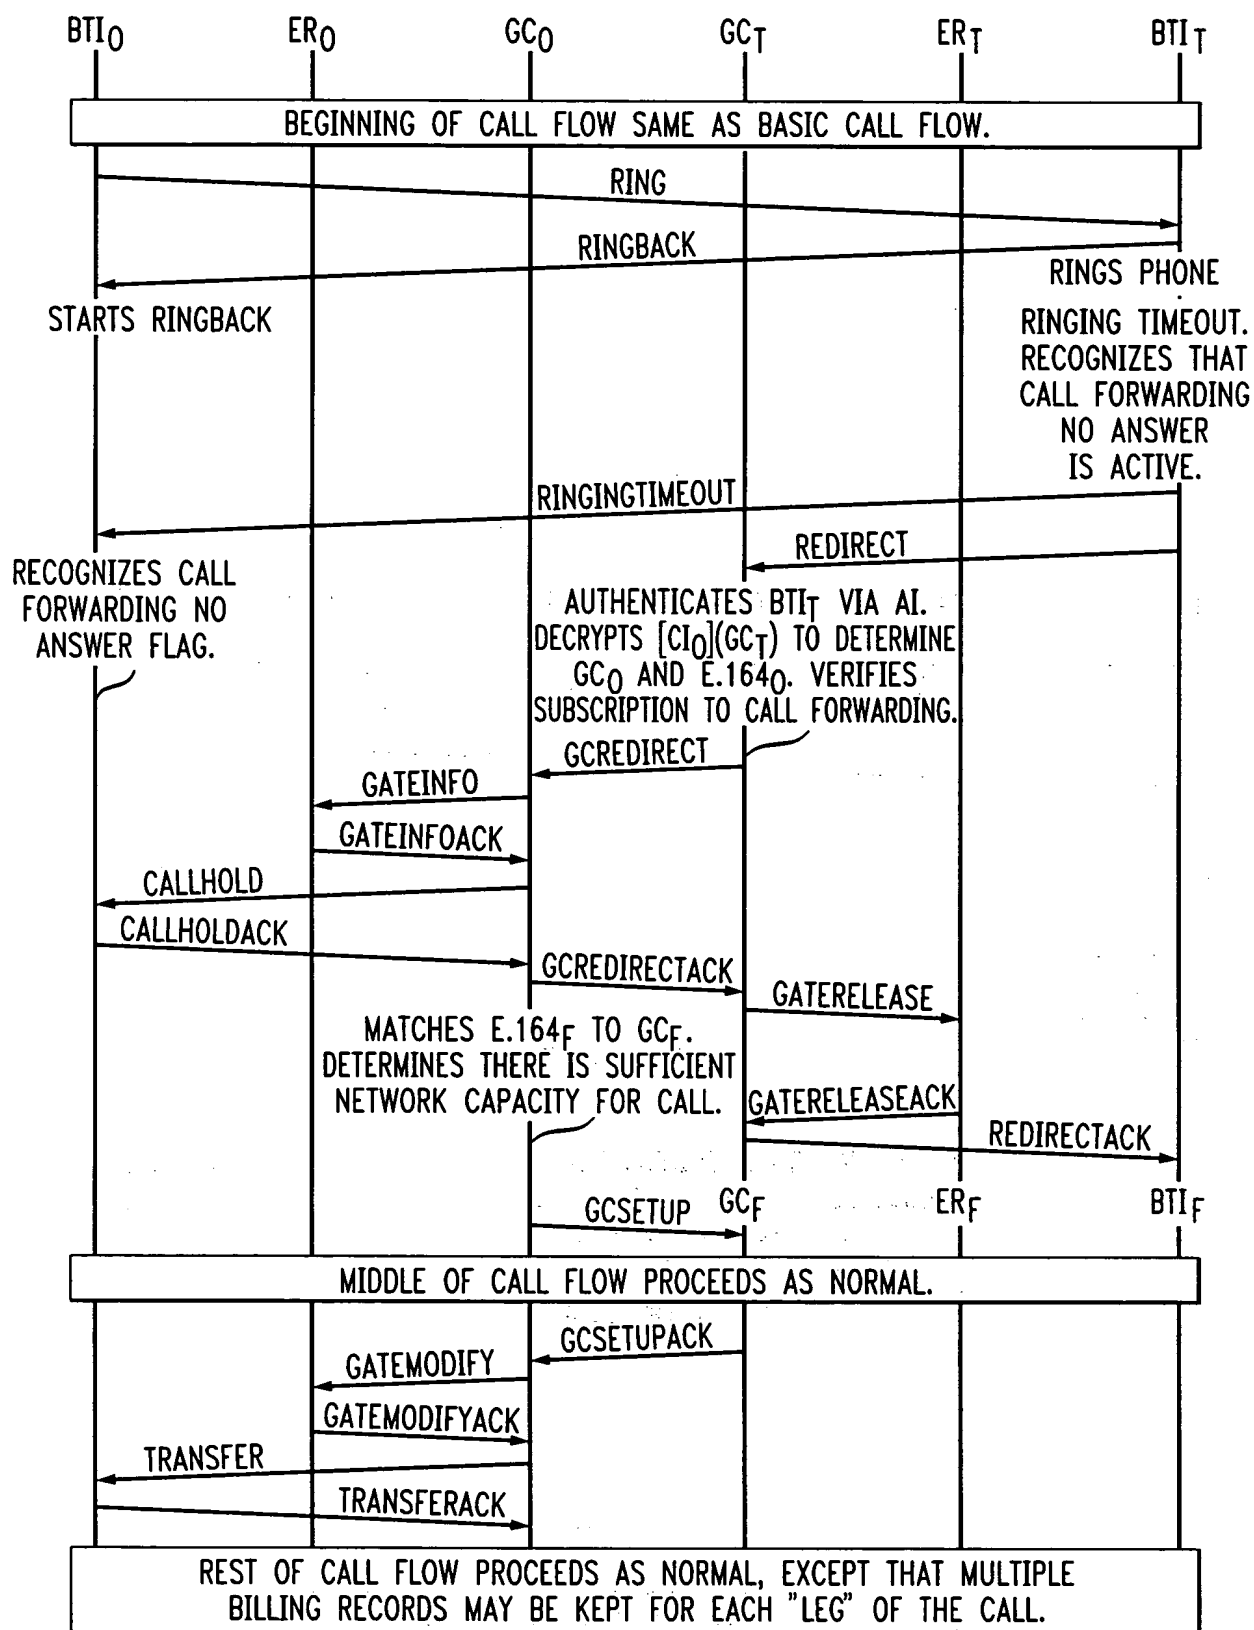 BTIO ERO GCO GCT ERT BTIT
BEGINNING OF CALL FLOW SAME AS BASIC CALL FLOW.
RING
RINGBACK
RINGS PHONE
STARTS RINGBACK
RINGING TIMEOUT.
RECOGNIZES THAT
CALL FORWARDING
NO ANSWER
IS ACTIVE.
RINGINGTIMEOUT
REDIRECT
RECOGNIZES CALL
FORWARDING NO
ANSWER FLAG.
AUTHENTICATES BTIT VIA AI.
DECRYPTS [CIO](GCT) TO DETERMINE
GCO AND E.164O. VERIFIES
SUBSCRIPTION TO CALL FORWARDING.
GCREDIRECT
GATEINFO
GATEINFOACK
CALLHOLD
CALLHOLDACK
GCREDIRECTACK
GATERELEASE
MATCHES E.164F TO GCF.
DETERMINES THERE IS SUFFICIENT
NETWORK CAPACITY FOR CALL.
GATERELEASEACK
REDIRECTACK
GCF ERF BTIF
GCSETUP
MIDDLE OF CALL FLOW PROCEEDS AS NORMAL.
GCSETUPACK
GATEMODIFY
GATEMODIFYACK
TRANSFER
TRANSFERACK
REST OF CALL FLOW PROCEEDS AS NORMAL, EXCEPT THAT MULTIPLE
BILLING RECORDS MAY BE KEPT FOR EACH "LEG" OF THE CALL.